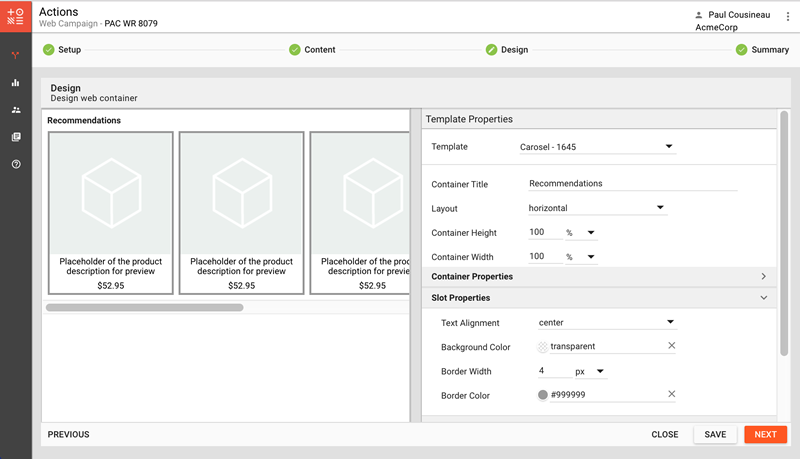 Actions
Web Campaign - PAC WR 8079
Paul Cousineau
AcmeCorp
Setup
Content
Design
Summary
Design
Design web container
Recommendations
Placeholder of the product
description for preview
$52.95
Placeholder of the product
description for preview
$52.95
Placeholder of the pro
description for previ
$52.95
Template Properties
Template Carosel - 1645
Container Title Recommendations
Layout horizontal
Container Height 100 %
Container Width 100 %
Container Properties
Slot Properties
Text Alignment center
Background Color transparent
Border Width 4 px
Border Color #999999
PREVIOUS
CLOSE
SAVE
NEXT